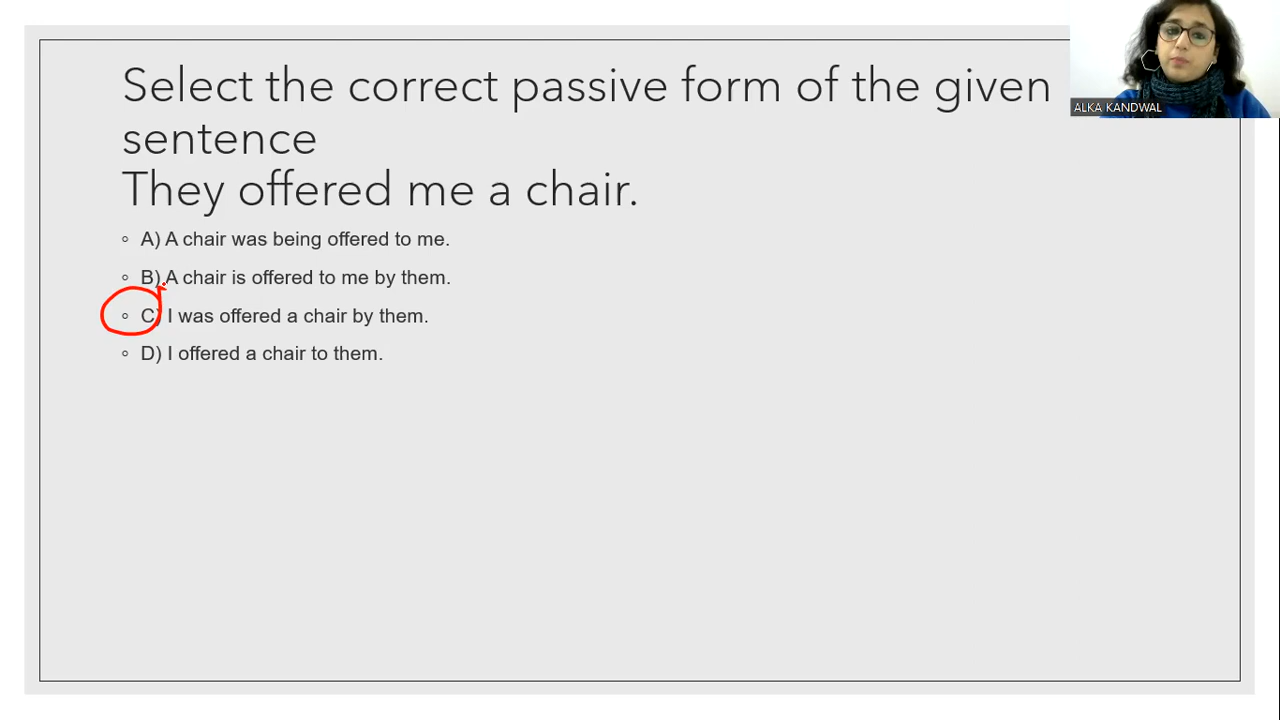 Select the correct passive form of the given
sentence
They offered me a chair.
ALKA KANDWAL
A) A chair was being offered to me.
B) A chair is offered to me by them.
C) I was offered a chair by them.
D) I offered a chair to them.